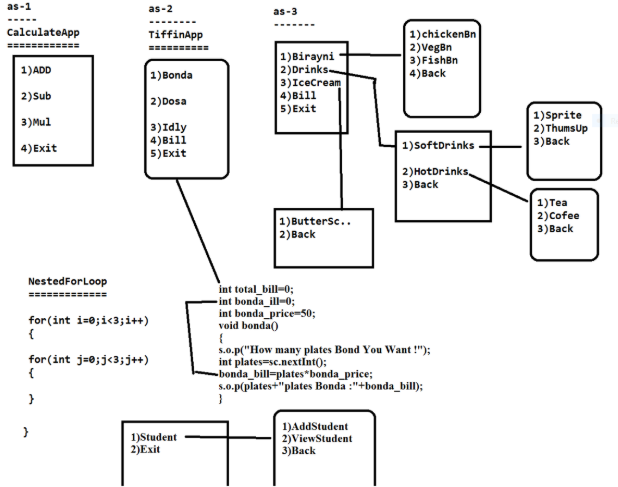 as-1
-----
CalculateApp
============
1)ADD
2)Sub
3)Mul
4)Exit
as-2
--------
TiffinApp
==========
1)Bonda
2)Dosa
3)Idly
4)Bill
5)Exit
as-3
------
1)Birayni
2)Drinks
3)IceCream
4)Bill
5)Exit
1)chickenBn
2)VegBn
3)FishBn
4)Back
1)SoftDrinks
2)HotDrinks
3)Back
1)Sprite
2)ThumsUp
3)Back
1)Tea
2)Cofee
3)Back
1)ButterSc..
2)Back
NestedForLoop
=============
for(int i=0;i<3;i++)
{
for(int j=0;j<3;j++)
{
}
}
int total_bill=0;
int bonda_ill=0;
int bonda_price=50;
void bonda()
{
s.o.p("How many plates Bond You Want !");
int plates=sc.nextInt();
bonda_bill=plates*bonda_price;
s.o.p(plates+"plates Bonda :"+bonda_bill);
}
1)Student
2)Exit
1)AddStudent
2)ViewStudent
3)Back